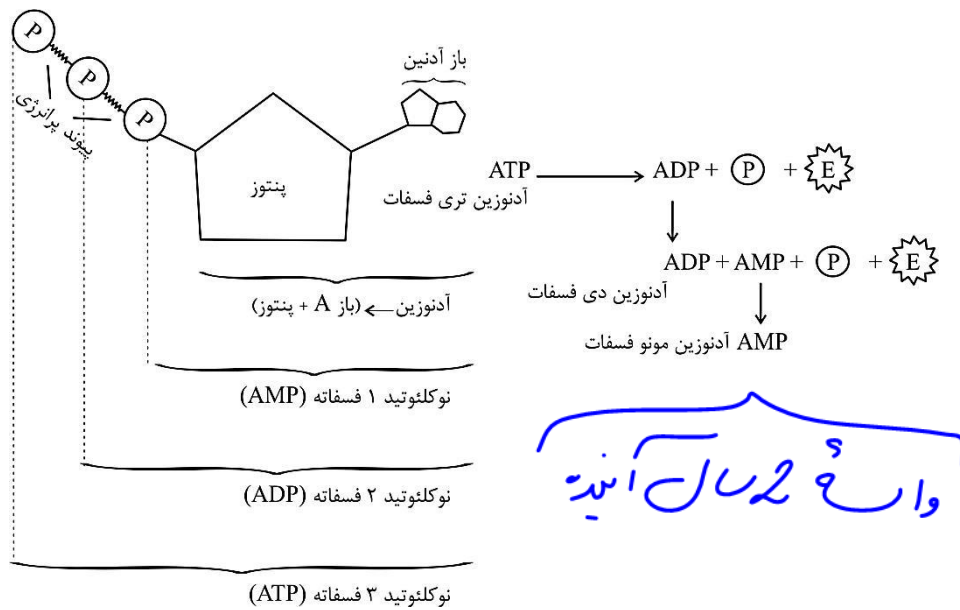 P
P
P
پیوند پرانرژی
باز آدنین
پنتوز
ATP → ADP + P + E
آدنوزین تری فسفات
ADP + AMP + P + E
آدنوزین دی فسفات
آدنوزین مونو فسفات AMP
آدنوزین ← (باز A + پنتوز)
نوکلئوتید ۱ فسفاته (AMP)
نوکلئوتید ۲ فسفاته (ADP)
نوکلئوتید ۳ فسفاته (ATP)
واسهٔ 2 سال آینده